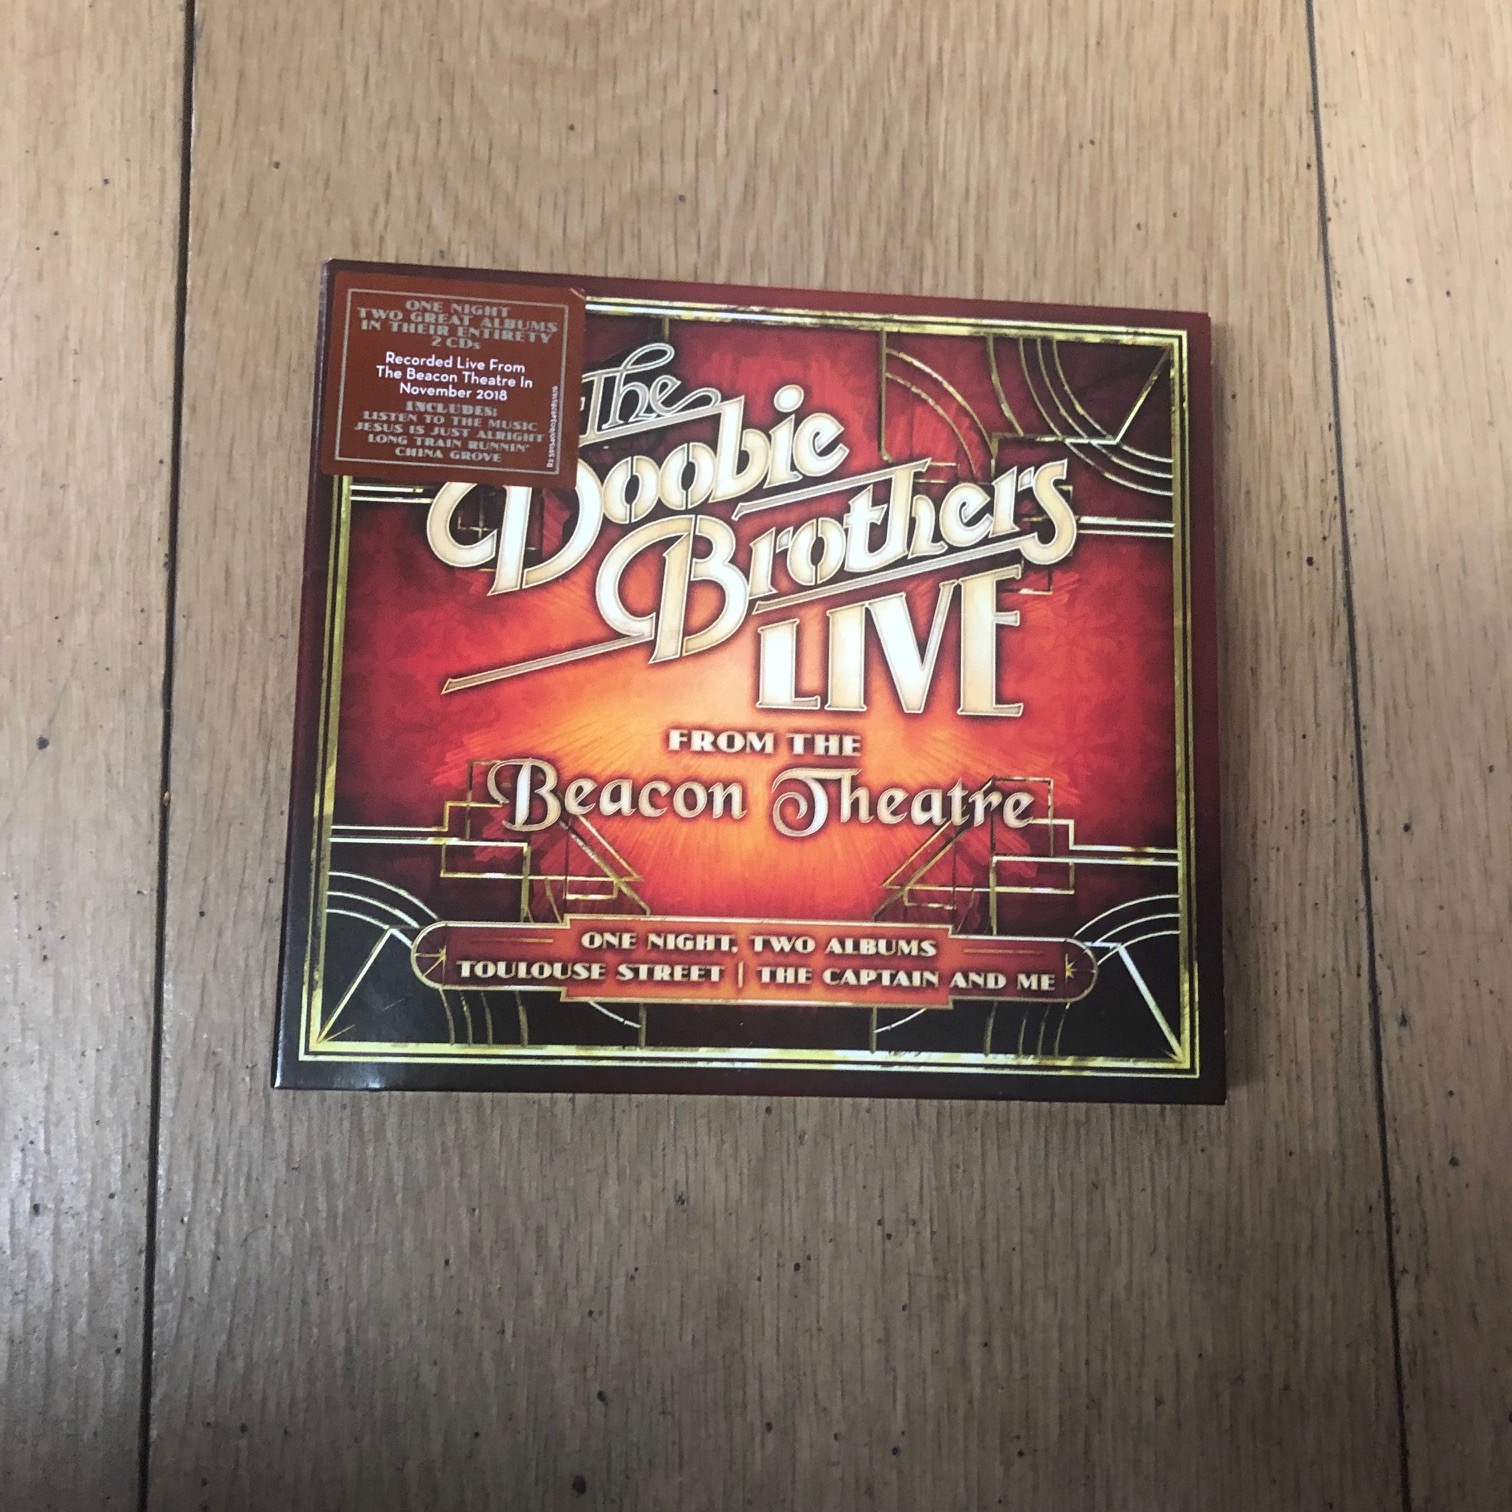 ONE NIGHT
TWO GREAT ALBUMS
IN THEIR ENTIRETY
2 CDs
Recorded Live From
The Beacon Theatre In
November 2018
INCLUDES:
LISTEN TO THE MUSIC
JESUS IS JUST ALRIGHT
LONG TRAIN RUNNIN'
CHINA GROVE
The
Doobie
Brothers
LIVE
FROM THE
Beacon Theatre
ONE NIGHT, TWO ALBUMS
TOULOUSE STREET | THE CAPTAIN AND ME